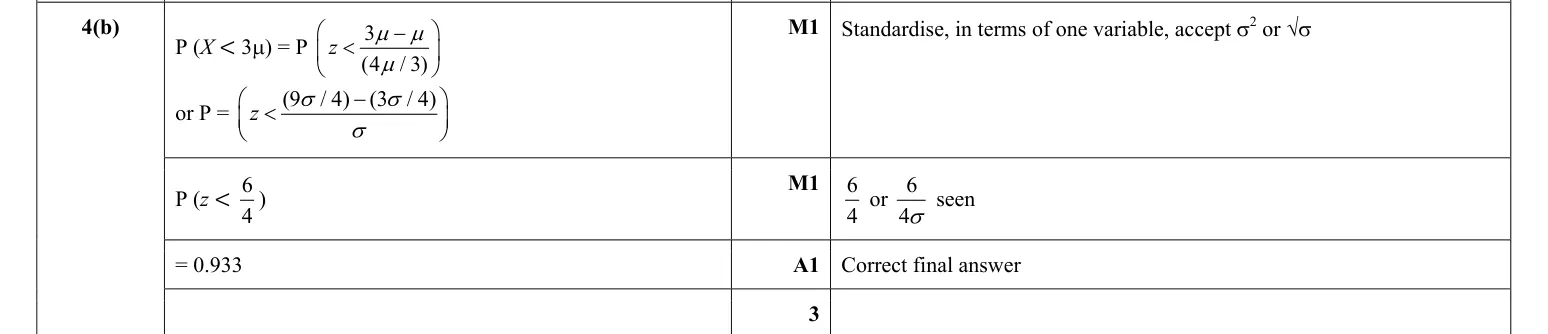 4(b) P (X < 3μ) = P (z < (3μ − μ)/(4μ / 3)) M1 Standardise, in terms of one variable, accept σ² or √σ
or P = (z < ((9σ / 4) − (3σ / 4))/σ)
P (z < 6/4) M1 6/4 or 6/4σ seen
= 0.933 A1 Correct final answer
3